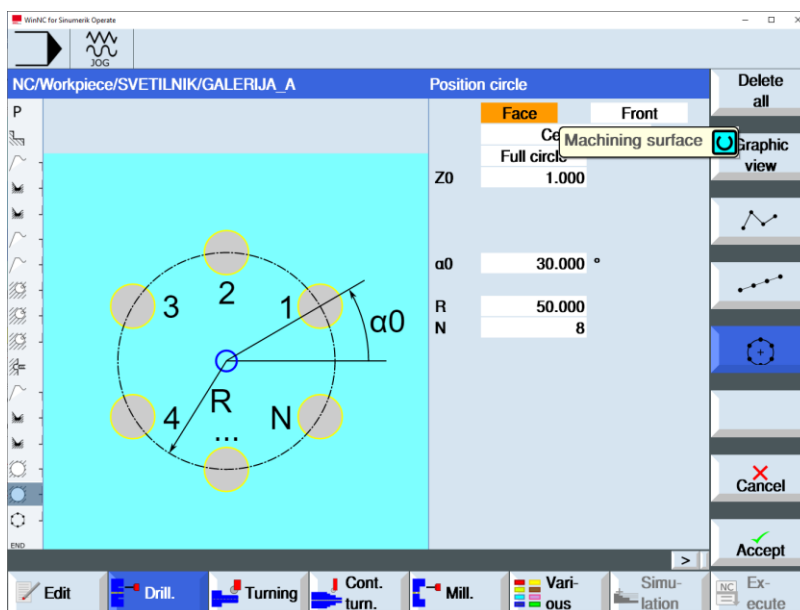 WinNC for Sinumerik Operate
JOG
NC/Workpiece/SVETILNIK/GALERIJA_A
Position circle
Delete
all
P
Face
Front
Ce
Machining surface
Graphic
view
Full circle
Z0
1.000
α0
30.000 °
R
50.000
N
8
1
2
3
4
α0
R
...
N
END
Cancel
Accept
>
Edit
Drill.
Turning
Cont.
turn.
Mill.
Vari-
ous
Simu-
lation
NC
Ex-
ecute